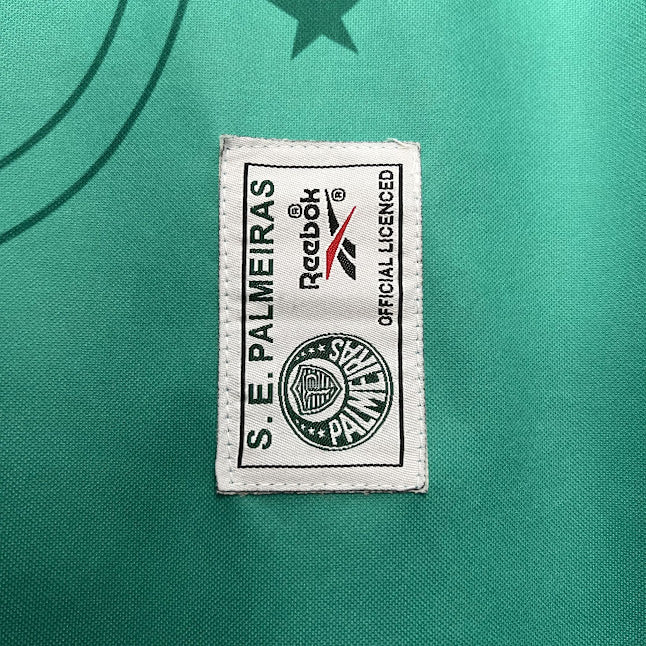 S. E. PALMEIRAS
PALMEIRAS
Reebok®
®
OFFICIAL LICENCED